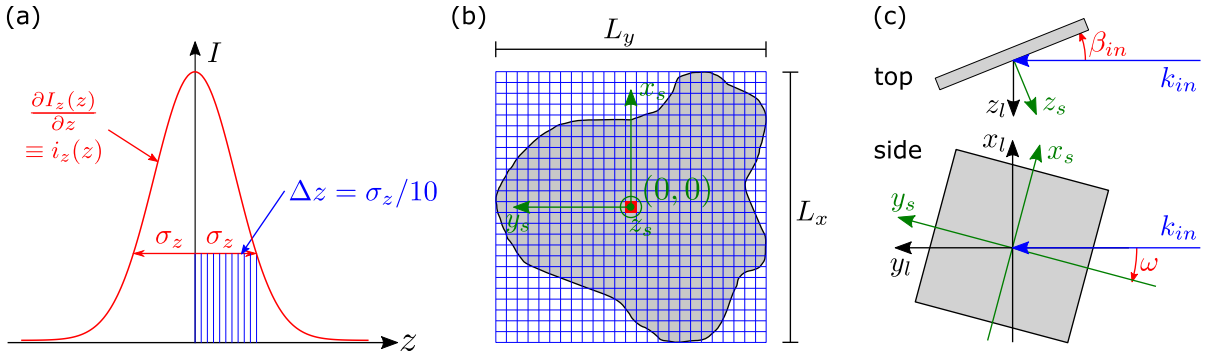 (a)
I
∂I_z(z)
∂z
≡ i_z(z)
Δz = σ_z/10
σ_z σ_z
z
(b)
L_y
x_s
(0, 0)
y_s
z_s
L_x
(c)
β_in
top
k_in
z_l z_s
side
x_l x_s
y_s
k_in
y_l
ω